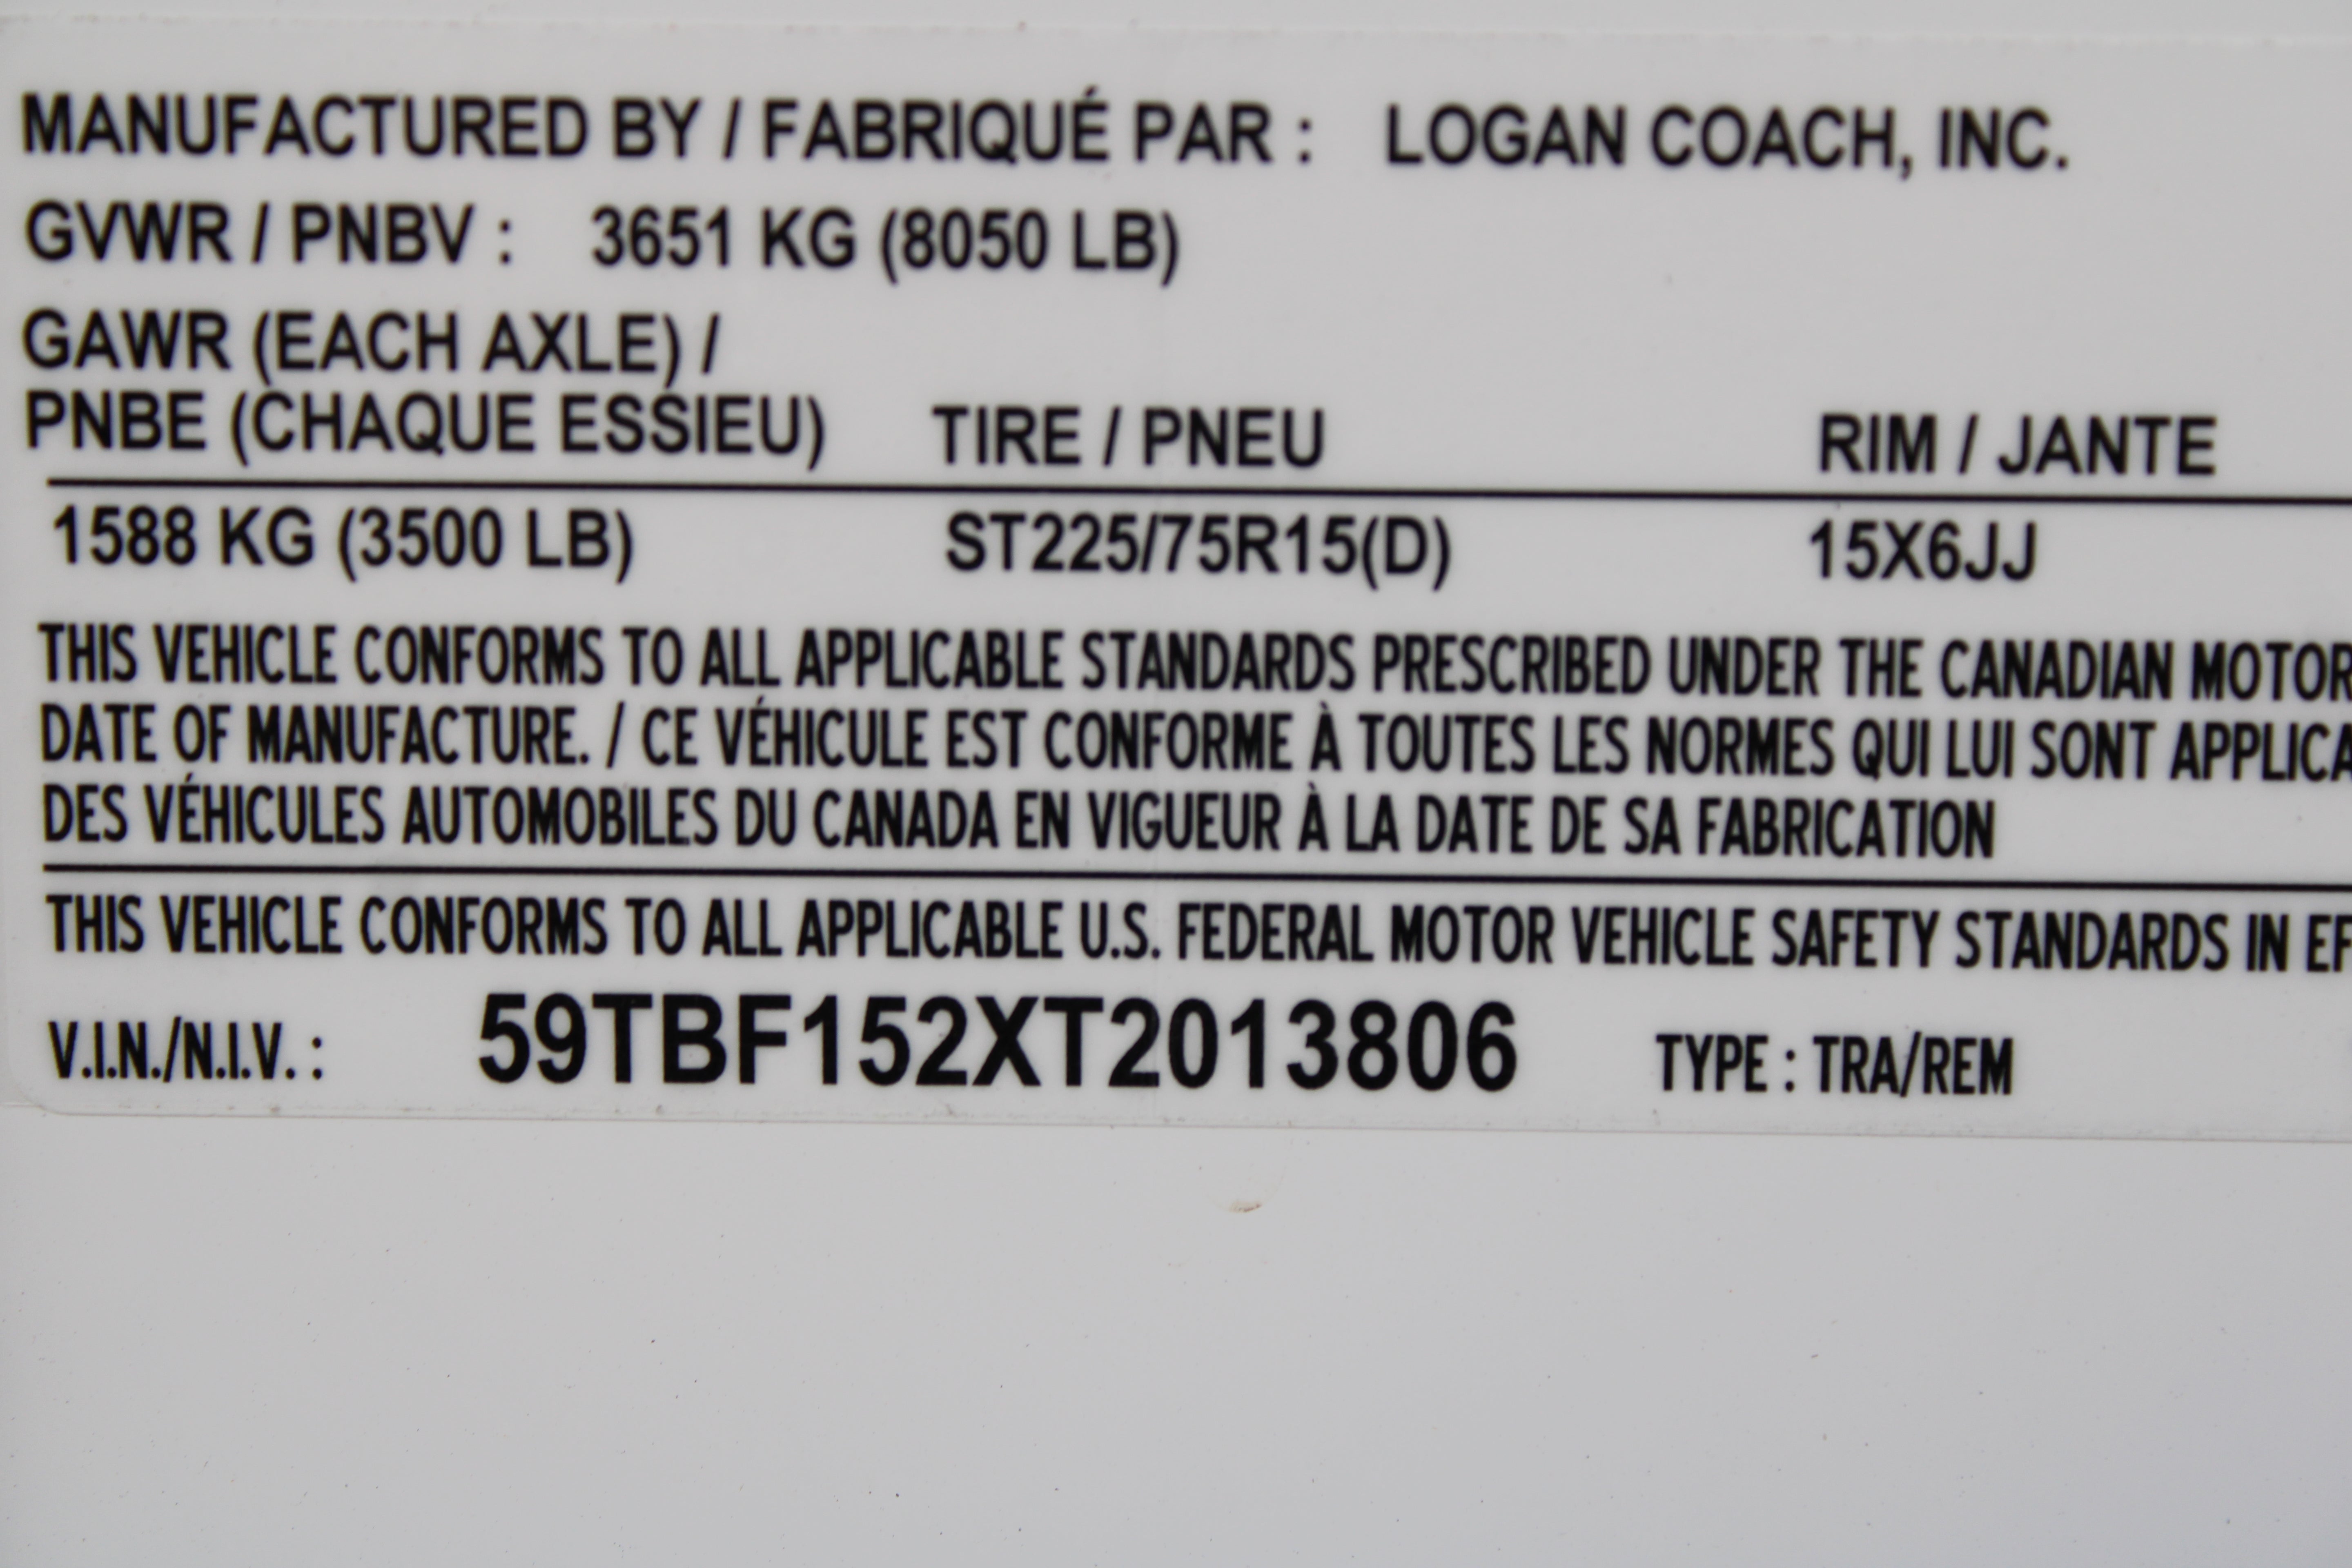 MANUFACTURED BY / FABRIQUÉ PAR : LOGAN COACH, INC.
GVWR / PNBV : 3651 KG (8050 LB)
GAWR (EACH AXLE) /
PNBE (CHAQUE ESSIEU) TIRE / PNEU RIM / JANTE
1588 KG (3500 LB) ST225/75R15(D) 15X6JJ
THIS VEHICLE CONFORMS TO ALL APPLICABLE STANDARDS PRESCRIBED UNDER THE CANADIAN MOTOR
DATE OF MANUFACTURE. / CE VÉHICULE EST CONFORME À TOUTES LES NORMES QUI LUI SONT APPLICA
DES VÉHICULES AUTOMOBILES DU CANADA EN VIGUEUR À LA DATE DE SA FABRICATION
THIS VEHICLE CONFORMS TO ALL APPLICABLE U.S. FEDERAL MOTOR VEHICLE SAFETY STANDARDS IN EF
V.I.N./N.I.V. : 59TBF152XT2013806 TYPE : TRA/REM